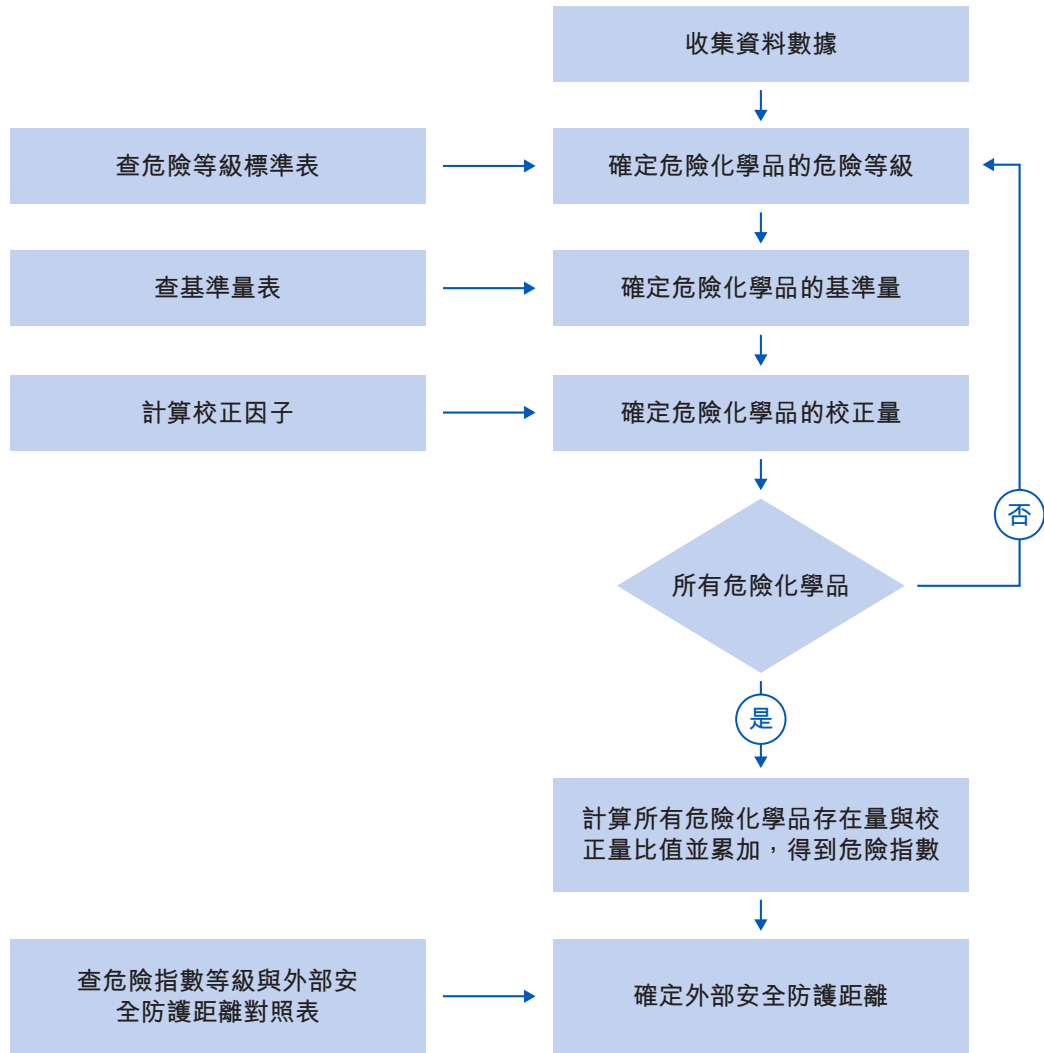 收集資料數據
查危險等級標準表
確定危險化學品的危險等級
查基準量表
確定危險化學品的基準量
計算校正因子
確定危險化學品的校正量
否
所有危險化學品
是
計算所有危險化學品存在量與校
正量比值並累加，得到危險指數
查危險指數等級與外部安
全防護距離對照表
確定外部安全防護距離